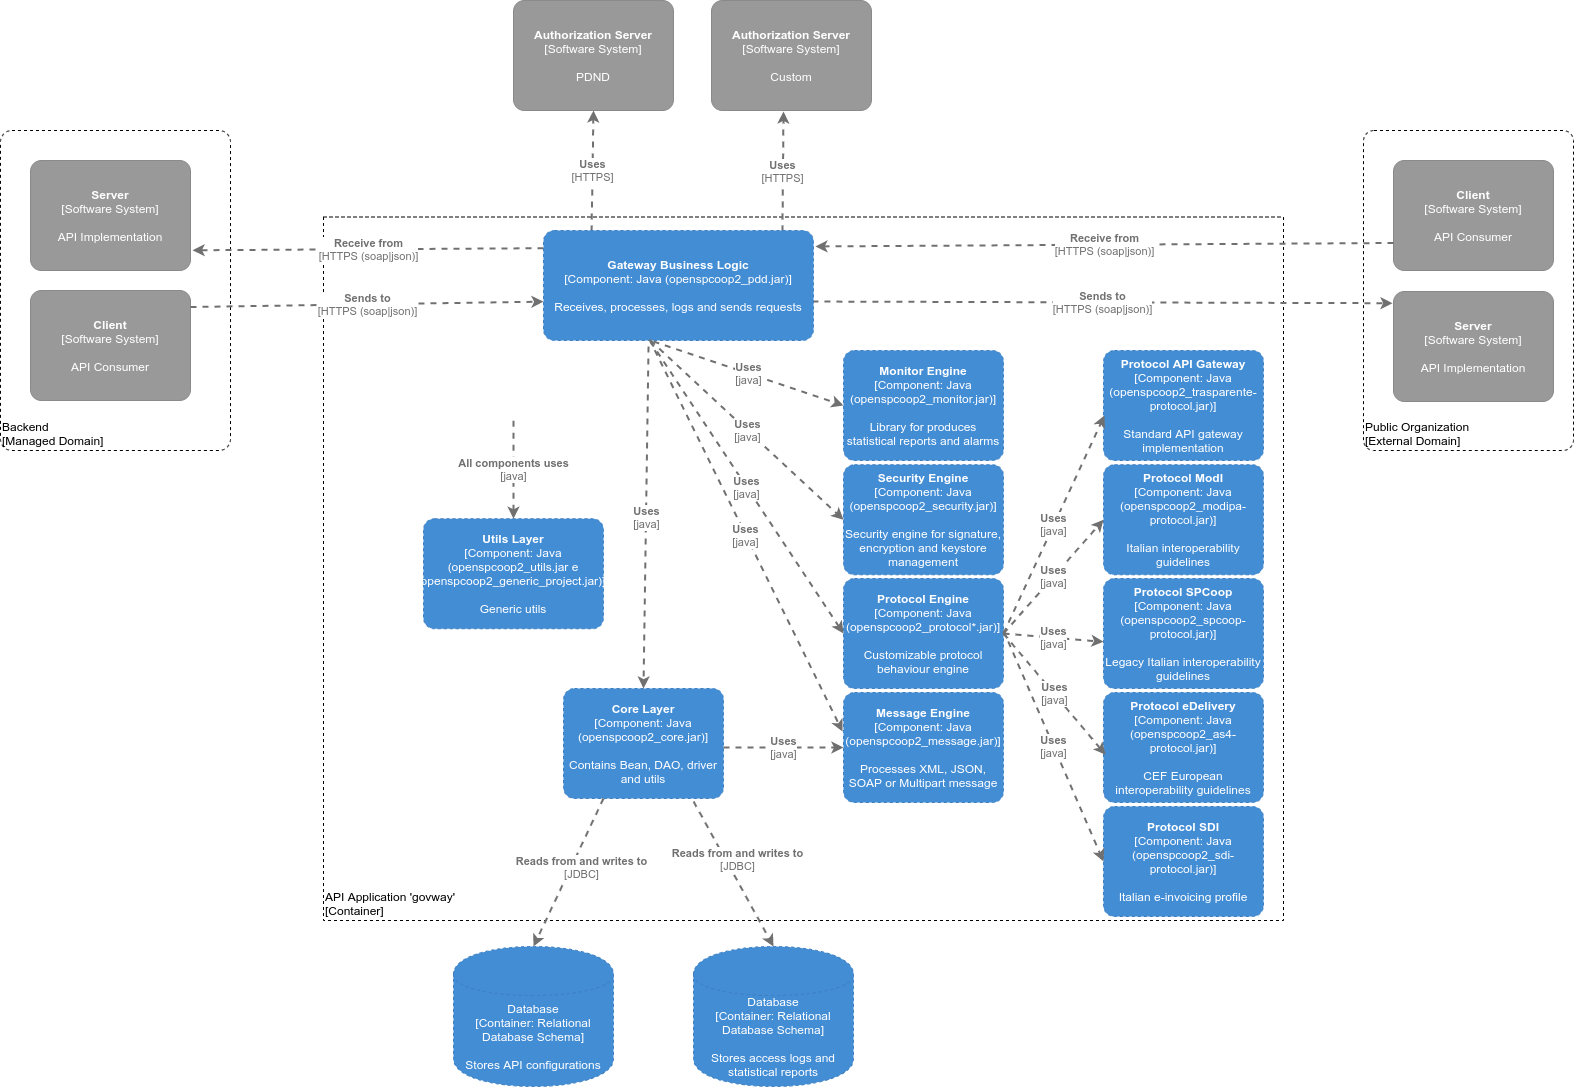 Authorization Server
[Software System]
PDND
Authorization Server
[Software System]
Custom
Uses
[HTTPS]
Uses
[HTTPS]
Server
[Software System]
API Implementation
Client
[Software System]
API Consumer
Backend
[Managed Domain]
Receive from
[HTTPS (soap|json)]
Sends to
[HTTPS (soap|json)]
Gateway Business Logic
[Component: Java (openspcoop2_pdd.jar)]
Receives, processes, logs and sends requests
Receive from
[HTTPS (soap|json)]
Sends to
[HTTPS (soap|json)]
Client
[Software System]
API Consumer
Server
[Software System]
API Implementation
Public Organization
[External Domain]
All components uses
[java]
Utils Layer
[Component: Java
(openspcoop2_utils.jar e
openspcoop2_generic_project.jar)]
Generic utils
Uses
[java]
Uses
[java]
Uses
[java]
Uses
[java]
Uses
[java]
Monitor Engine
[Component: Java
(openspcoop2_monitor.jar)]
Library for produces
statistical reports and alarms
Security Engine
[Component: Java
(openspcoop2_security.jar)]
Security engine for signature,
encryption and keystore
management
Protocol Engine
[Component: Java
(openspcoop2_protocol*.jar)]
Customizable protocol
behaviour engine
Message Engine
[Component: Java
(openspcoop2_message.jar)]
Processes XML, JSON,
SOAP or Multipart message
Uses
[java]
Uses
[java]
Uses
[java]
Uses
[java]
Uses
[java]
Protocol API Gateway
[Component: Java
(openspcoop2_trasparente-
protocol.jar)]
Standard API gateway
implementation
Protocol ModI
[Component: Java
(openspcoop2_modipa-
protocol.jar)]
Italian interoperability
guidelines
Protocol SPCoop
[Component: Java
(openspcoop2_spcoop-
protocol.jar)]
Legacy Italian interoperability
guidelines
Protocol eDelivery
[Component: Java
(openspcoop2_as4-
protocol.jar)]
CEF European
interoperability guidelines
Protocol SDI
[Component: Java
(openspcoop2_sdi-
protocol.jar)]
Italian e-invoicing profile
Core Layer
[Component: Java
(openspcoop2_core.jar)]
Contains Bean, DAO, driver
and utils
Uses
[java]
Reads from and writes to
[JDBC]
Reads from and writes to
[JDBC]
API Application 'govway'
[Container]
Database
[Container: Relational
Database Schema]
Stores API configurations
Database
[Container: Relational
Database Schema]
Stores access logs and
statistical reports